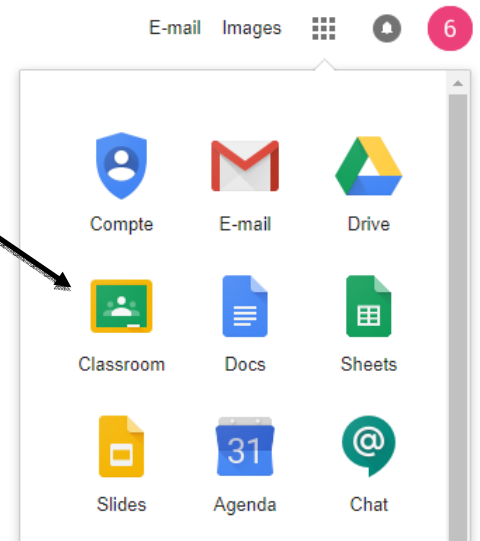 E-mail Images 6
Compte E-mail Drive
Classroom Docs Sheets
31 @
Slides Agenda Chat